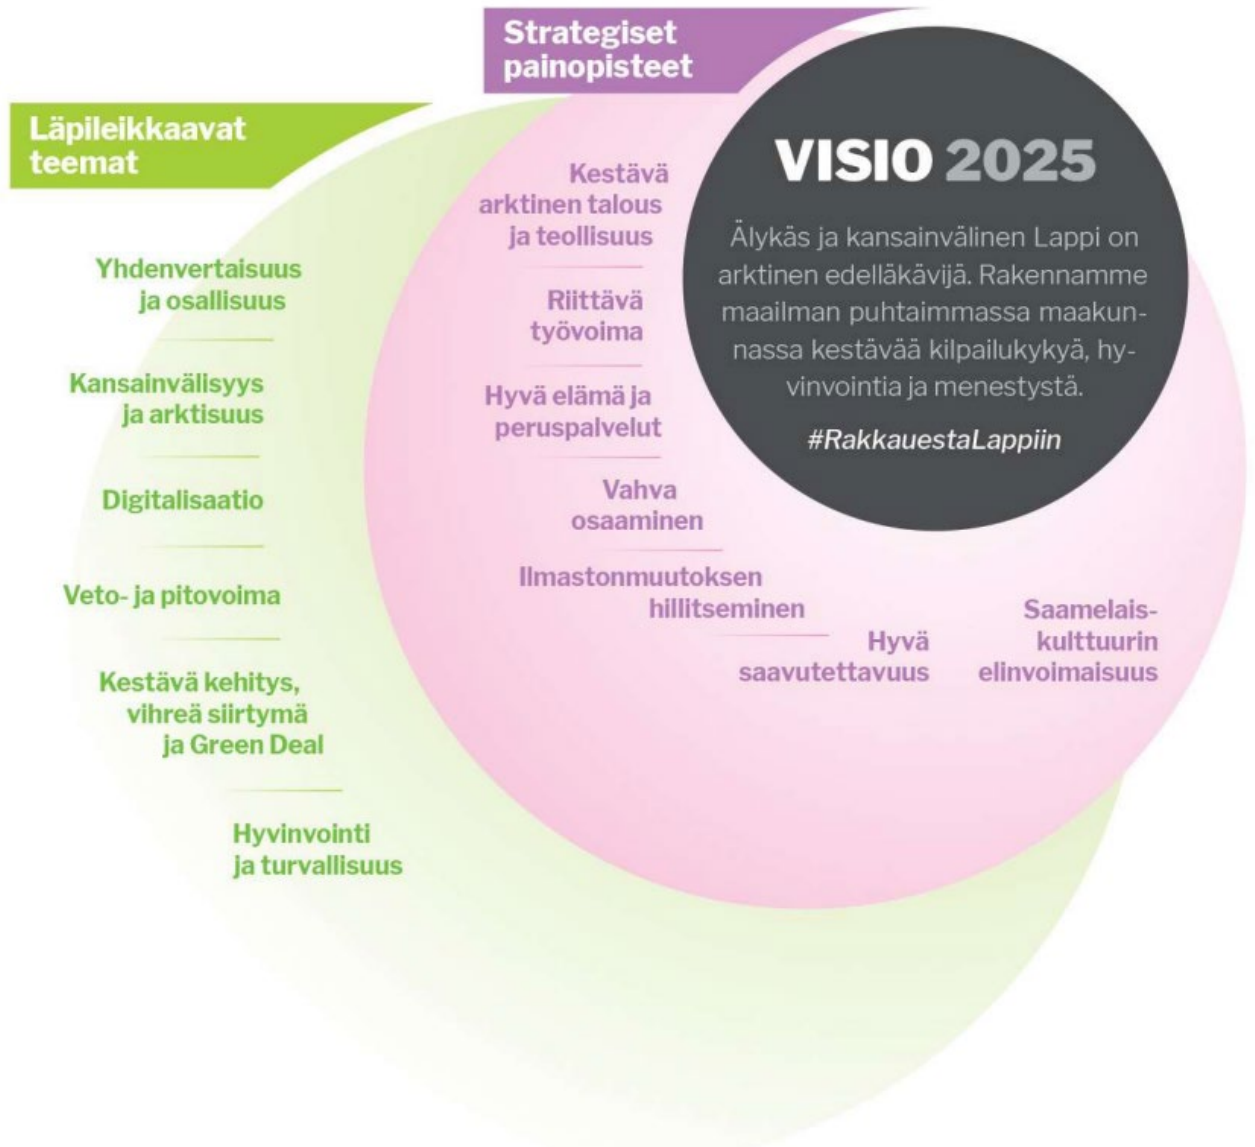 Strategiset
painopisteet
Läpileikkaavat
teemat
VISIO 2025
Älykäs ja kansainvälinen Lappi on
arktinen edelläkävijä. Rakennamme
maailman puhtaimmassa maakun-
nassa kestävää kilpailukykyä, hy-
vinvointia ja menestystä.
#RakkauestaLappiin
Kestävä
arktinen talous
ja teollisuus
Riittävä
työvoima
Hyvä elämä ja
peruspalvelut
Vahva
osaaminen
Ilmastonmuutoksen
hillitseminen
Hyvä
saavutettavuus
Saamelais-
kulttuurin
elinvoimaisuus
Yhdenvertaisuus
ja osallisuus
Kansainvälisyys
ja arktisuus
Digitalisaatio
Veto- ja pitovoima
Kestävä kehitys,
vihreä siirtymä
ja Green Deal
Hyvinvointi
ja turvallisuus